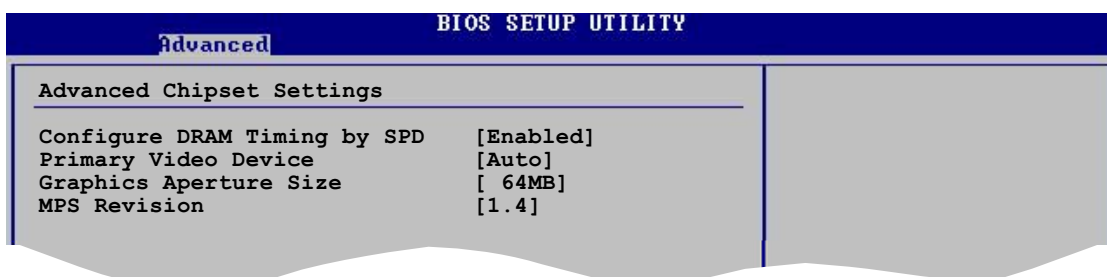 BIOS SETUP UTILITY
Advanced
Advanced Chipset Settings
Configure DRAM Timing by SPD [Enabled]
Primary Video Device [Auto]
Graphics Aperture Size [ 64MB]
MPS Revision [1.4]